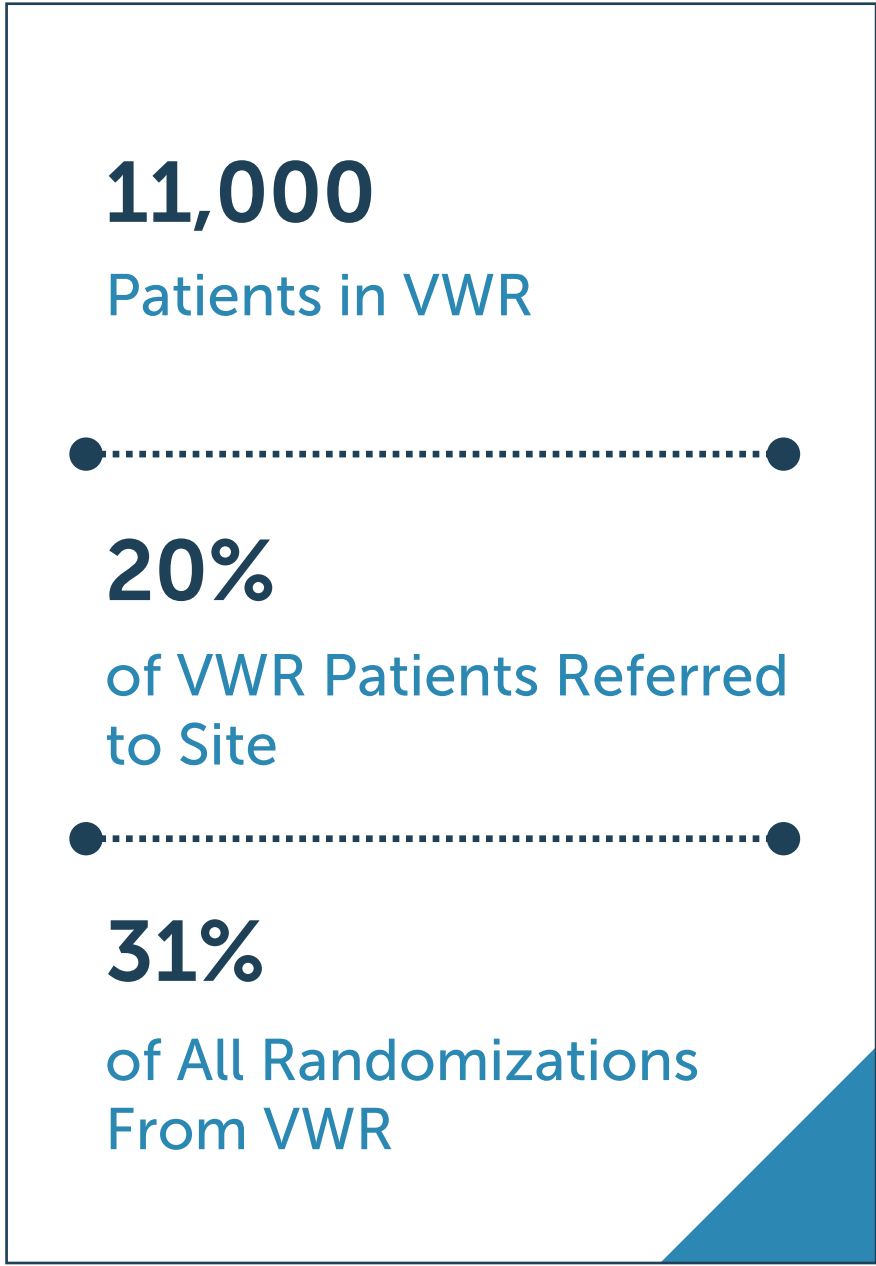 11,000
Patients in VWR
20%
of VWR Patients Referred
to Site
31%
of All Randomizations
From VWR